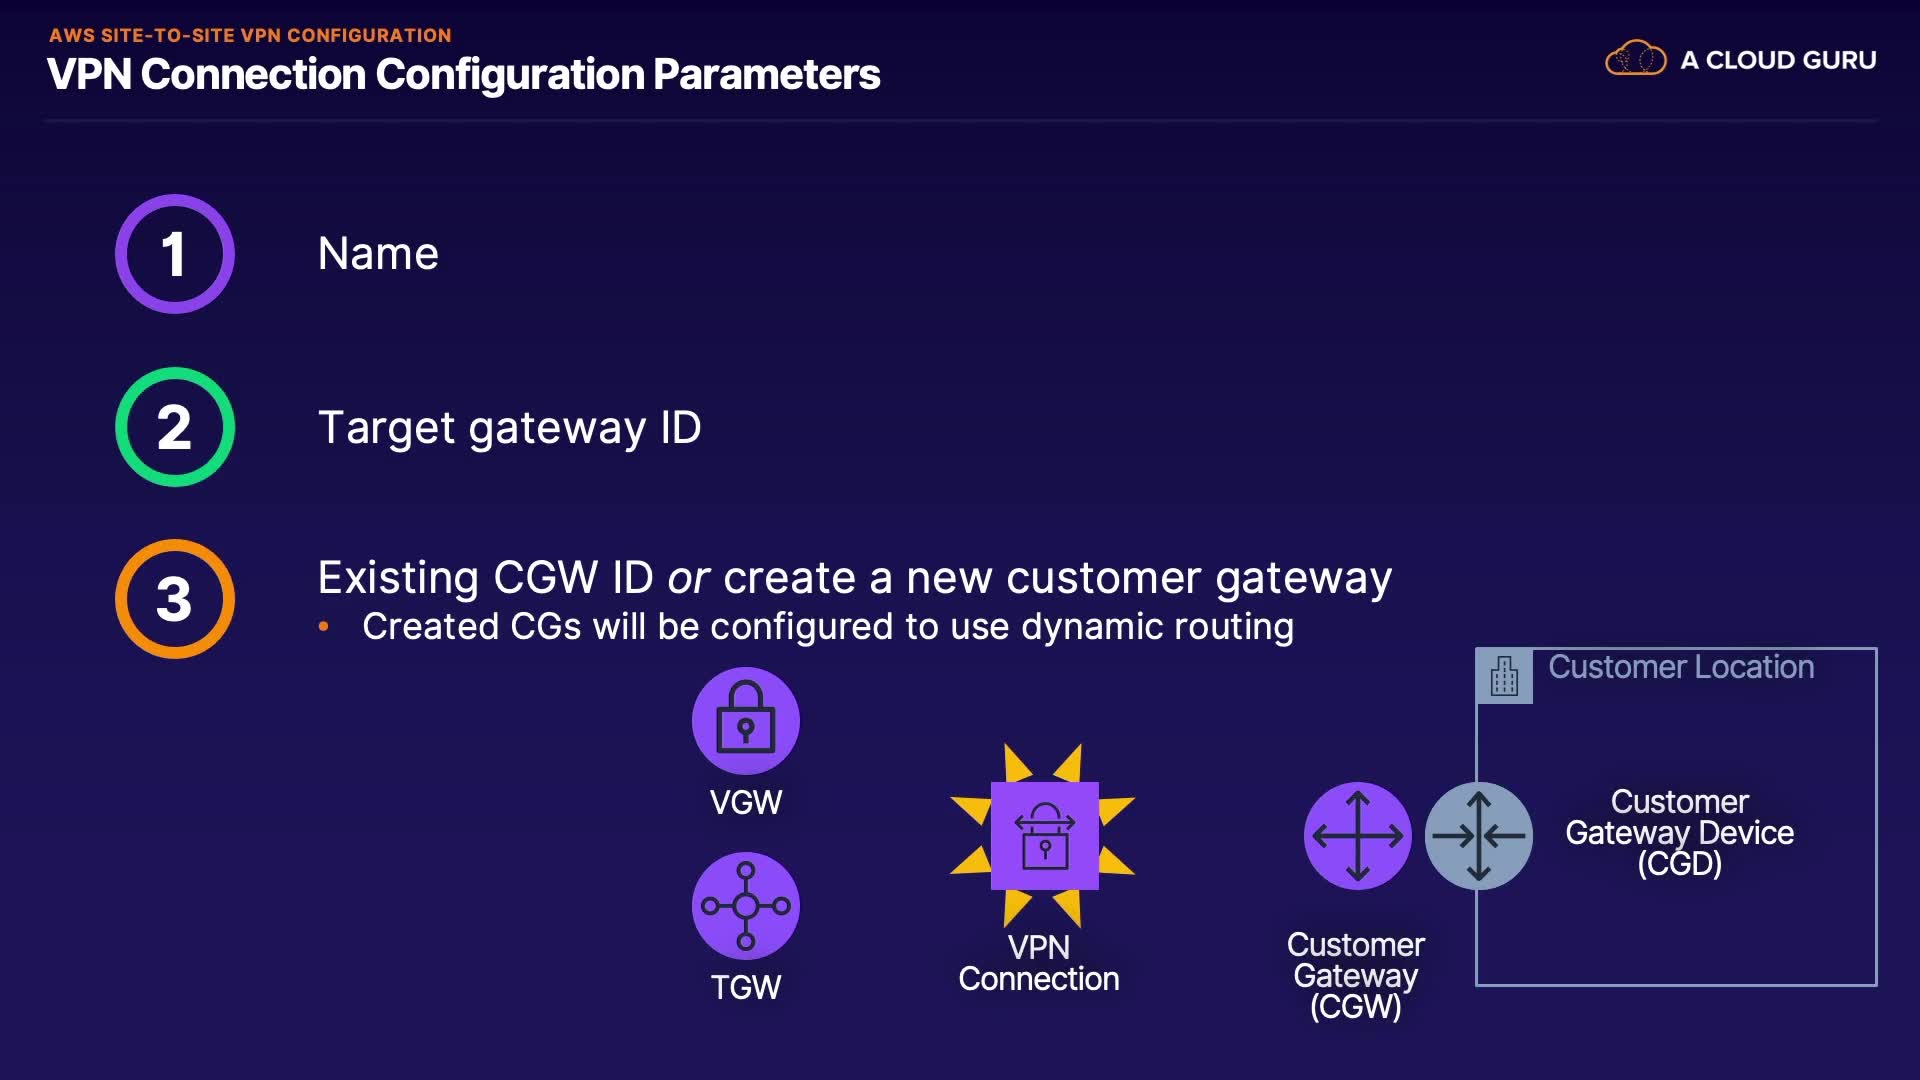 AWS SITE-TO-SITE VPN CONFIGURATION
VPN Connection Configuration Parameters
A CLOUD GURU
1
Name
2
Target gateway ID
3
Existing CGW ID or create a new customer gateway
• Created CGs will be configured to use dynamic routing
VGW
TGW
VPN
Connection
Customer
Gateway
(CGW)
Customer Location
Customer
Gateway Device
(CGD)